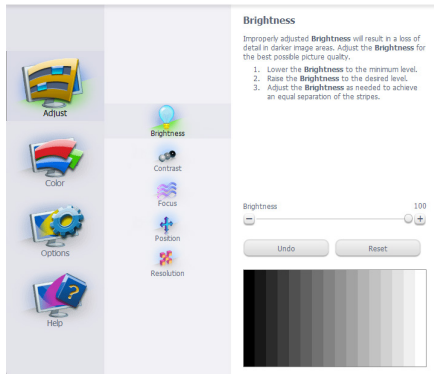 Adjust
Color
Options
Help
Brightness
Contrast
Focus
Position
Resolution
Brightness
Improperly adjusted Brightness will result in a loss of
detail in darker image areas. Adjust the Brightness for
the best possible picture quality.
1. Lower the Brightness to the minimum level.
2. Raise the Brightness to the desired level.
3. Adjust the Brightness as needed to achieve
an equal separation of the stripes.
Brightness 100
Undo Reset